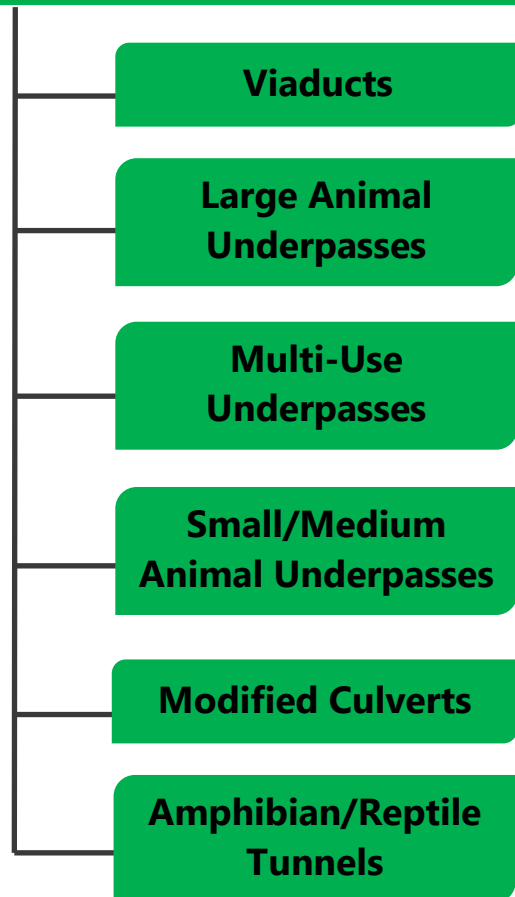 Viaducts
Large Animal
Underpasses
Multi-Use
Underpasses
Small/Medium
Animal Underpasses
Modified Culverts
Amphibian/Reptile
Tunnels